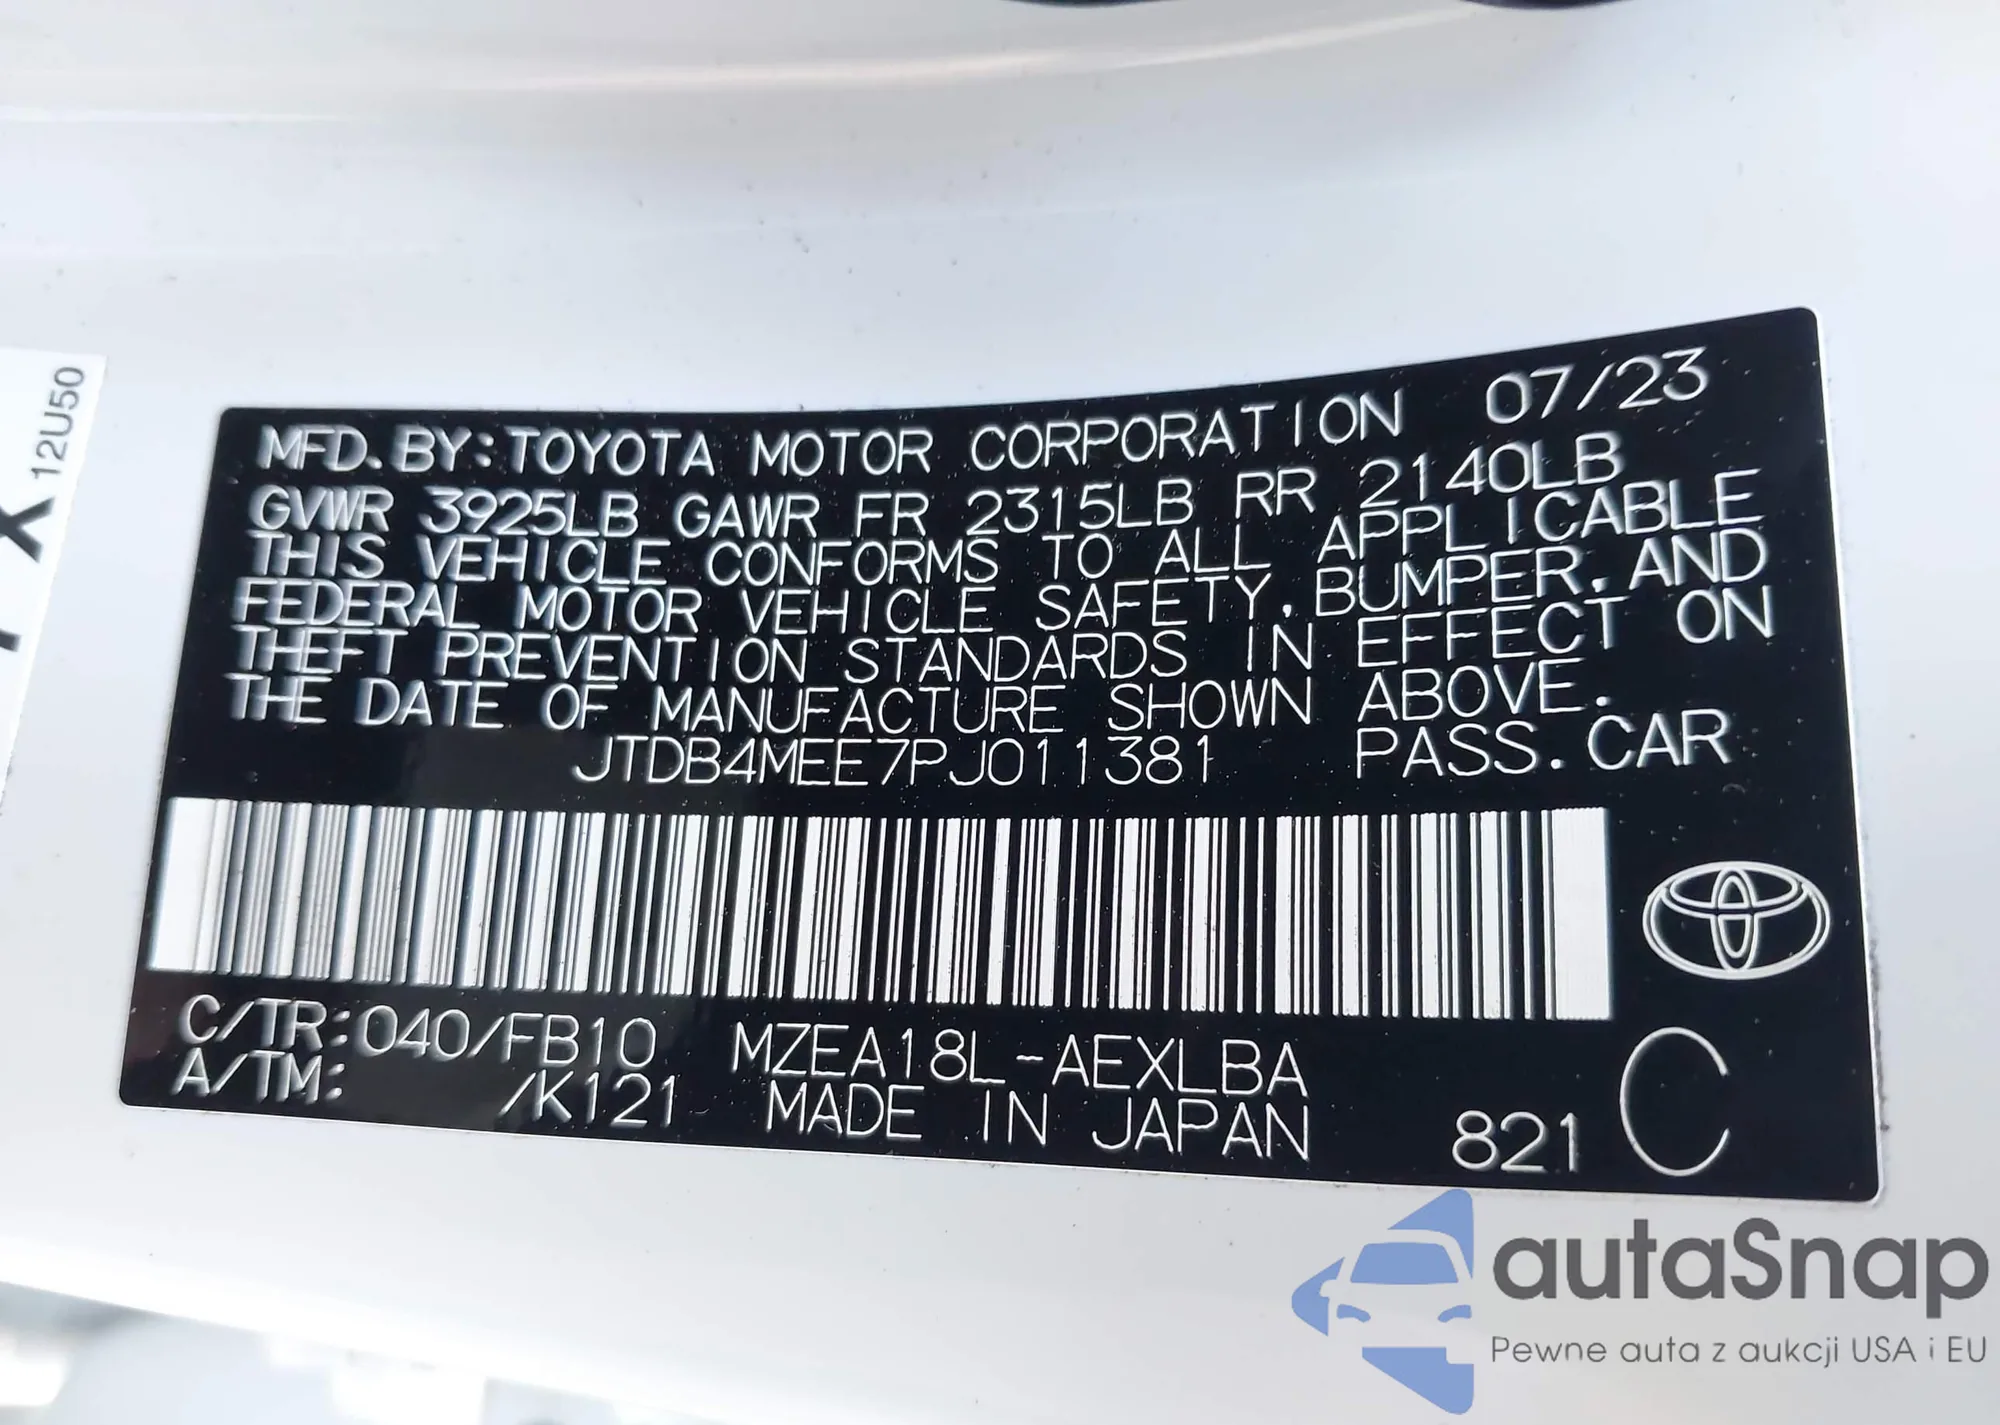 12U50
X
MFD. BY: TOYOTA MOTOR CORPORATION 07/23
GVWR 3925LB GAWR FR 2315LB RR 2140LB
THIS VEHICLE CONFORMS TO ALL APPLICABLE
FEDERAL MOTOR VEHICLE SAFETY, BUMPER, AND
THEFT PREVENTION STANDARDS IN EFFECT ON
THE DATE OF MANUFACTURE SHOWN ABOVE.
JTDB4MEE7PJ011381 PASS. CAR
C/TR: 040/FB10 MZEA18L-AEXLBA
A/TM: /K121 MADE IN JAPAN 821 C
autaSnap
Pewne auta z aukcji USA i EU